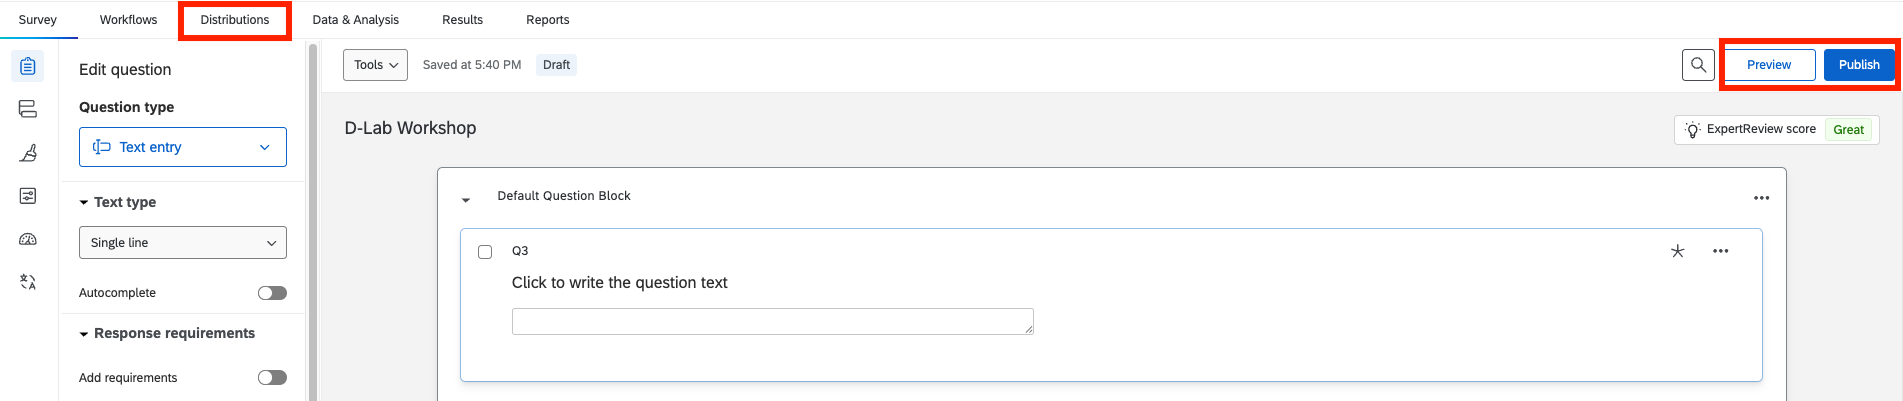 Survey Workflows Distributions Data & Analysis Results Reports
Edit question
Question type
Text entry
Text type
Single line
Autocomplete
Response requirements
Add requirements
Tools Saved at 5:40 PM Draft Preview Publish
D-Lab Workshop
ExpertReview score Great
Default Question Block
Q3
Click to write the question text